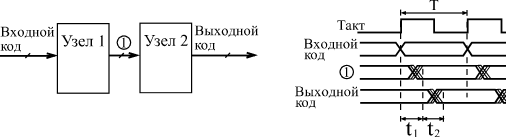 Входной
код
Узел 1
①
Узел 2
Выходной
код
T
Такт
Входной
код
①
Выходной
код
t₁ t₂